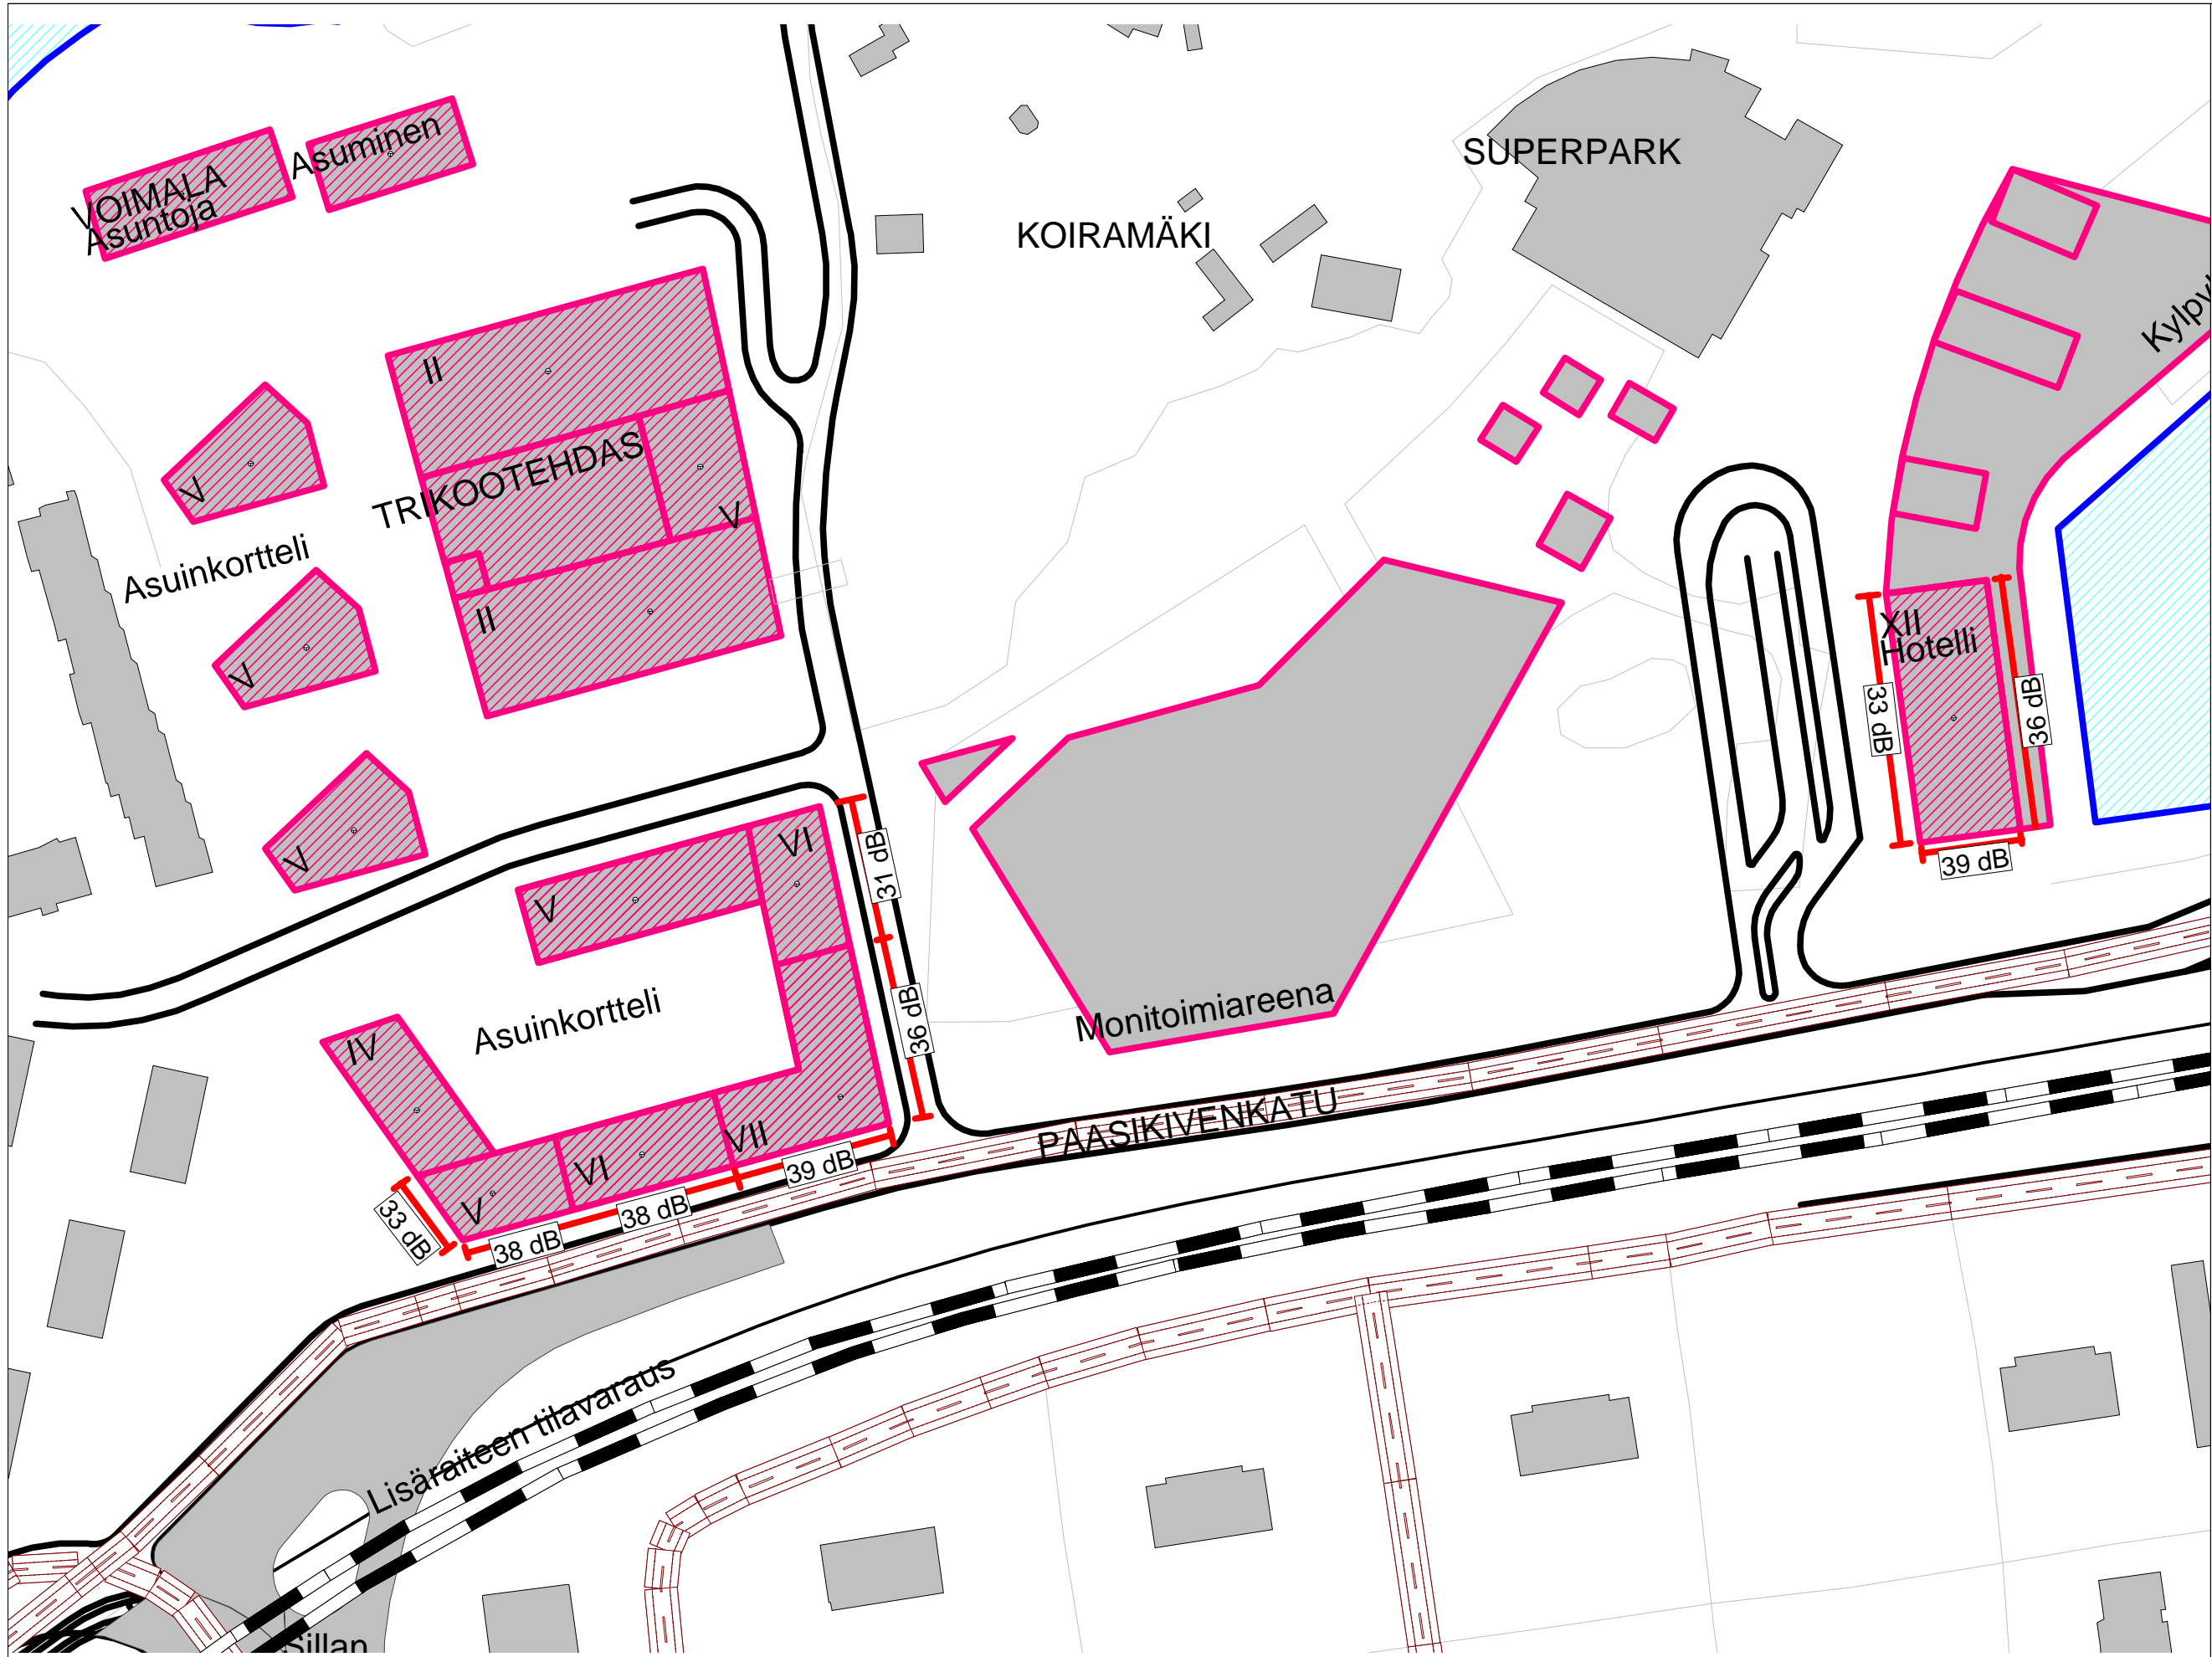 Asuminen
VOIMALA
Asuntoja
SUPERPARK
KOIRAMÄKI
II
TRIKOOTEHDAS
V
II
V
Asuinkortteli
V
V
XII
Hotelli
33 dB
36 dB
39 dB
VI
V
31 dB
36 dB
Asuinkortteli
IV
Monitoimiareena
PAASIKIVENKATU
VII
VI
V
33 dB
38 dB
38 dB
39 dB
Lisäraiteen tilavaraus
Sillan